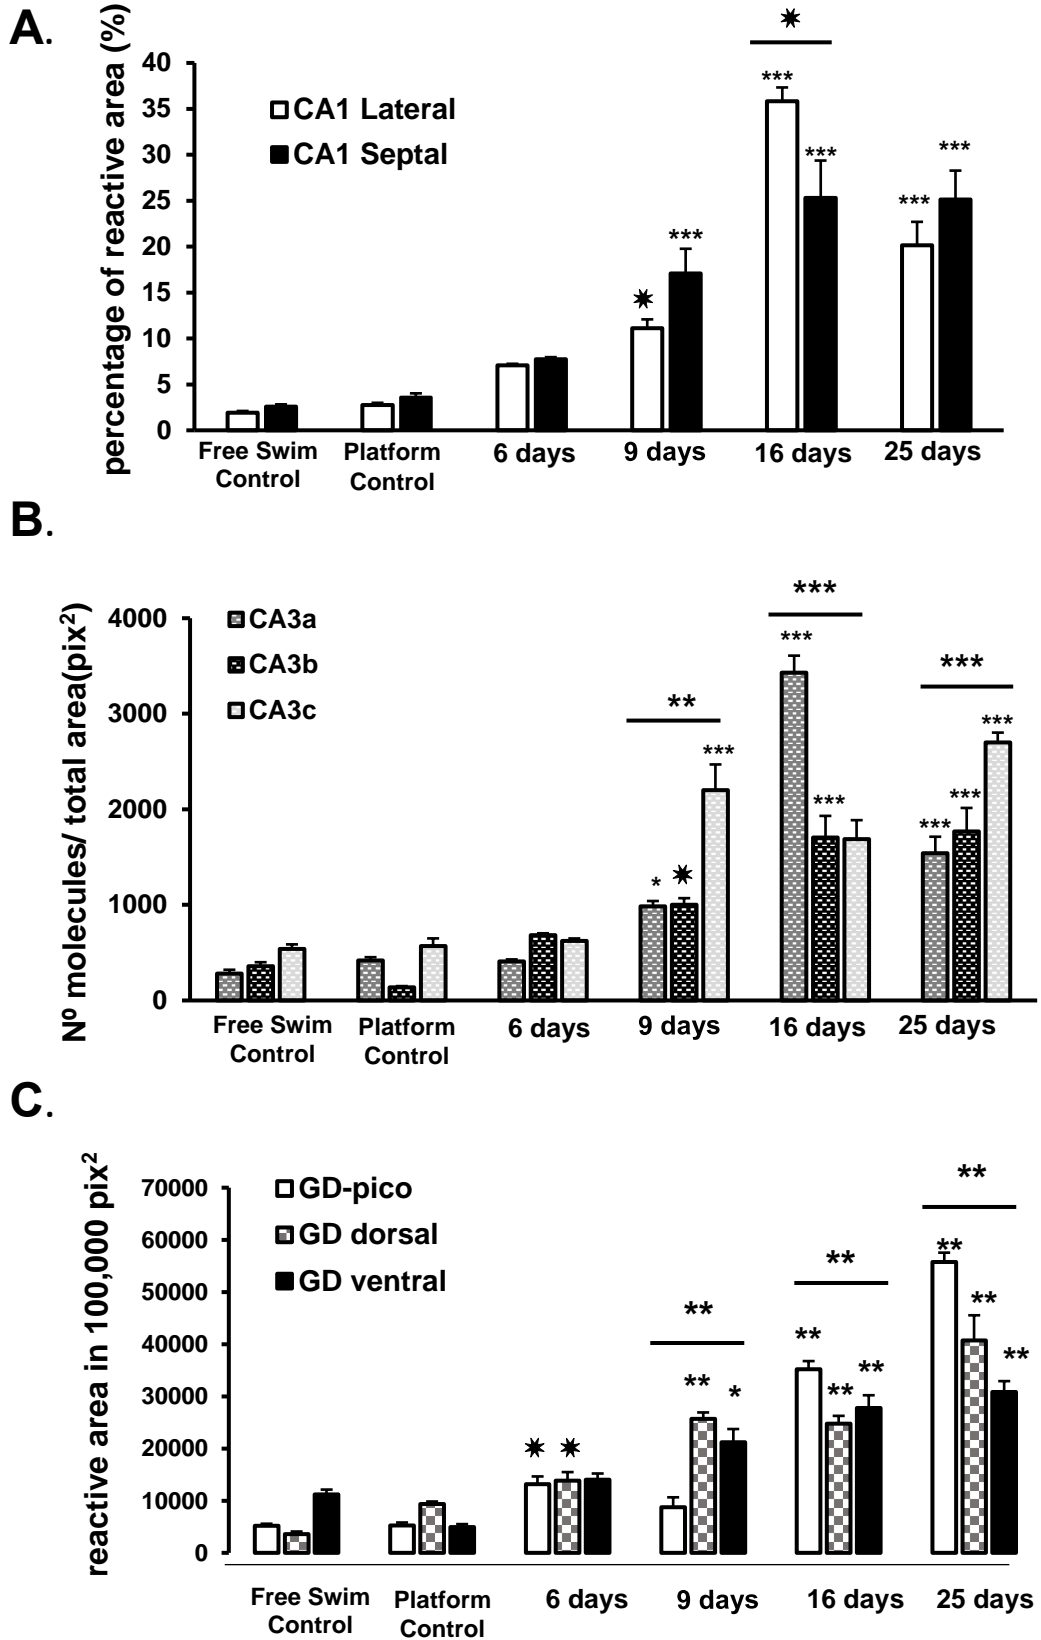 A.
percentage of reactive area (%)
✷
***
***
***
***
***
✷
40
35
30
25
20
15
10
5
0
CA1 Lateral
CA1 Septal
Free Swim Control
Platform Control
6 days
9 days
16 days
25 days
B.
Nº molecules/ total area(pix²)
4000
3000
2000
1000
0
CA3a
CA3b
CA3c
**
***
***
*
✷
***
***
***
***
***
***
Free Swim Control
Platform Control
6 days
9 days
16 days
25 days
C.
reactive area in 100,000 pix²
70000
60000
50000
40000
30000
20000
10000
0
GD-pico
GD dorsal
GD ventral
✷ ✷
**
**
*
**
**
**
**
**
**
**
**
Free Swim Control
Platform Control
6 days
9 days
16 days
25 days